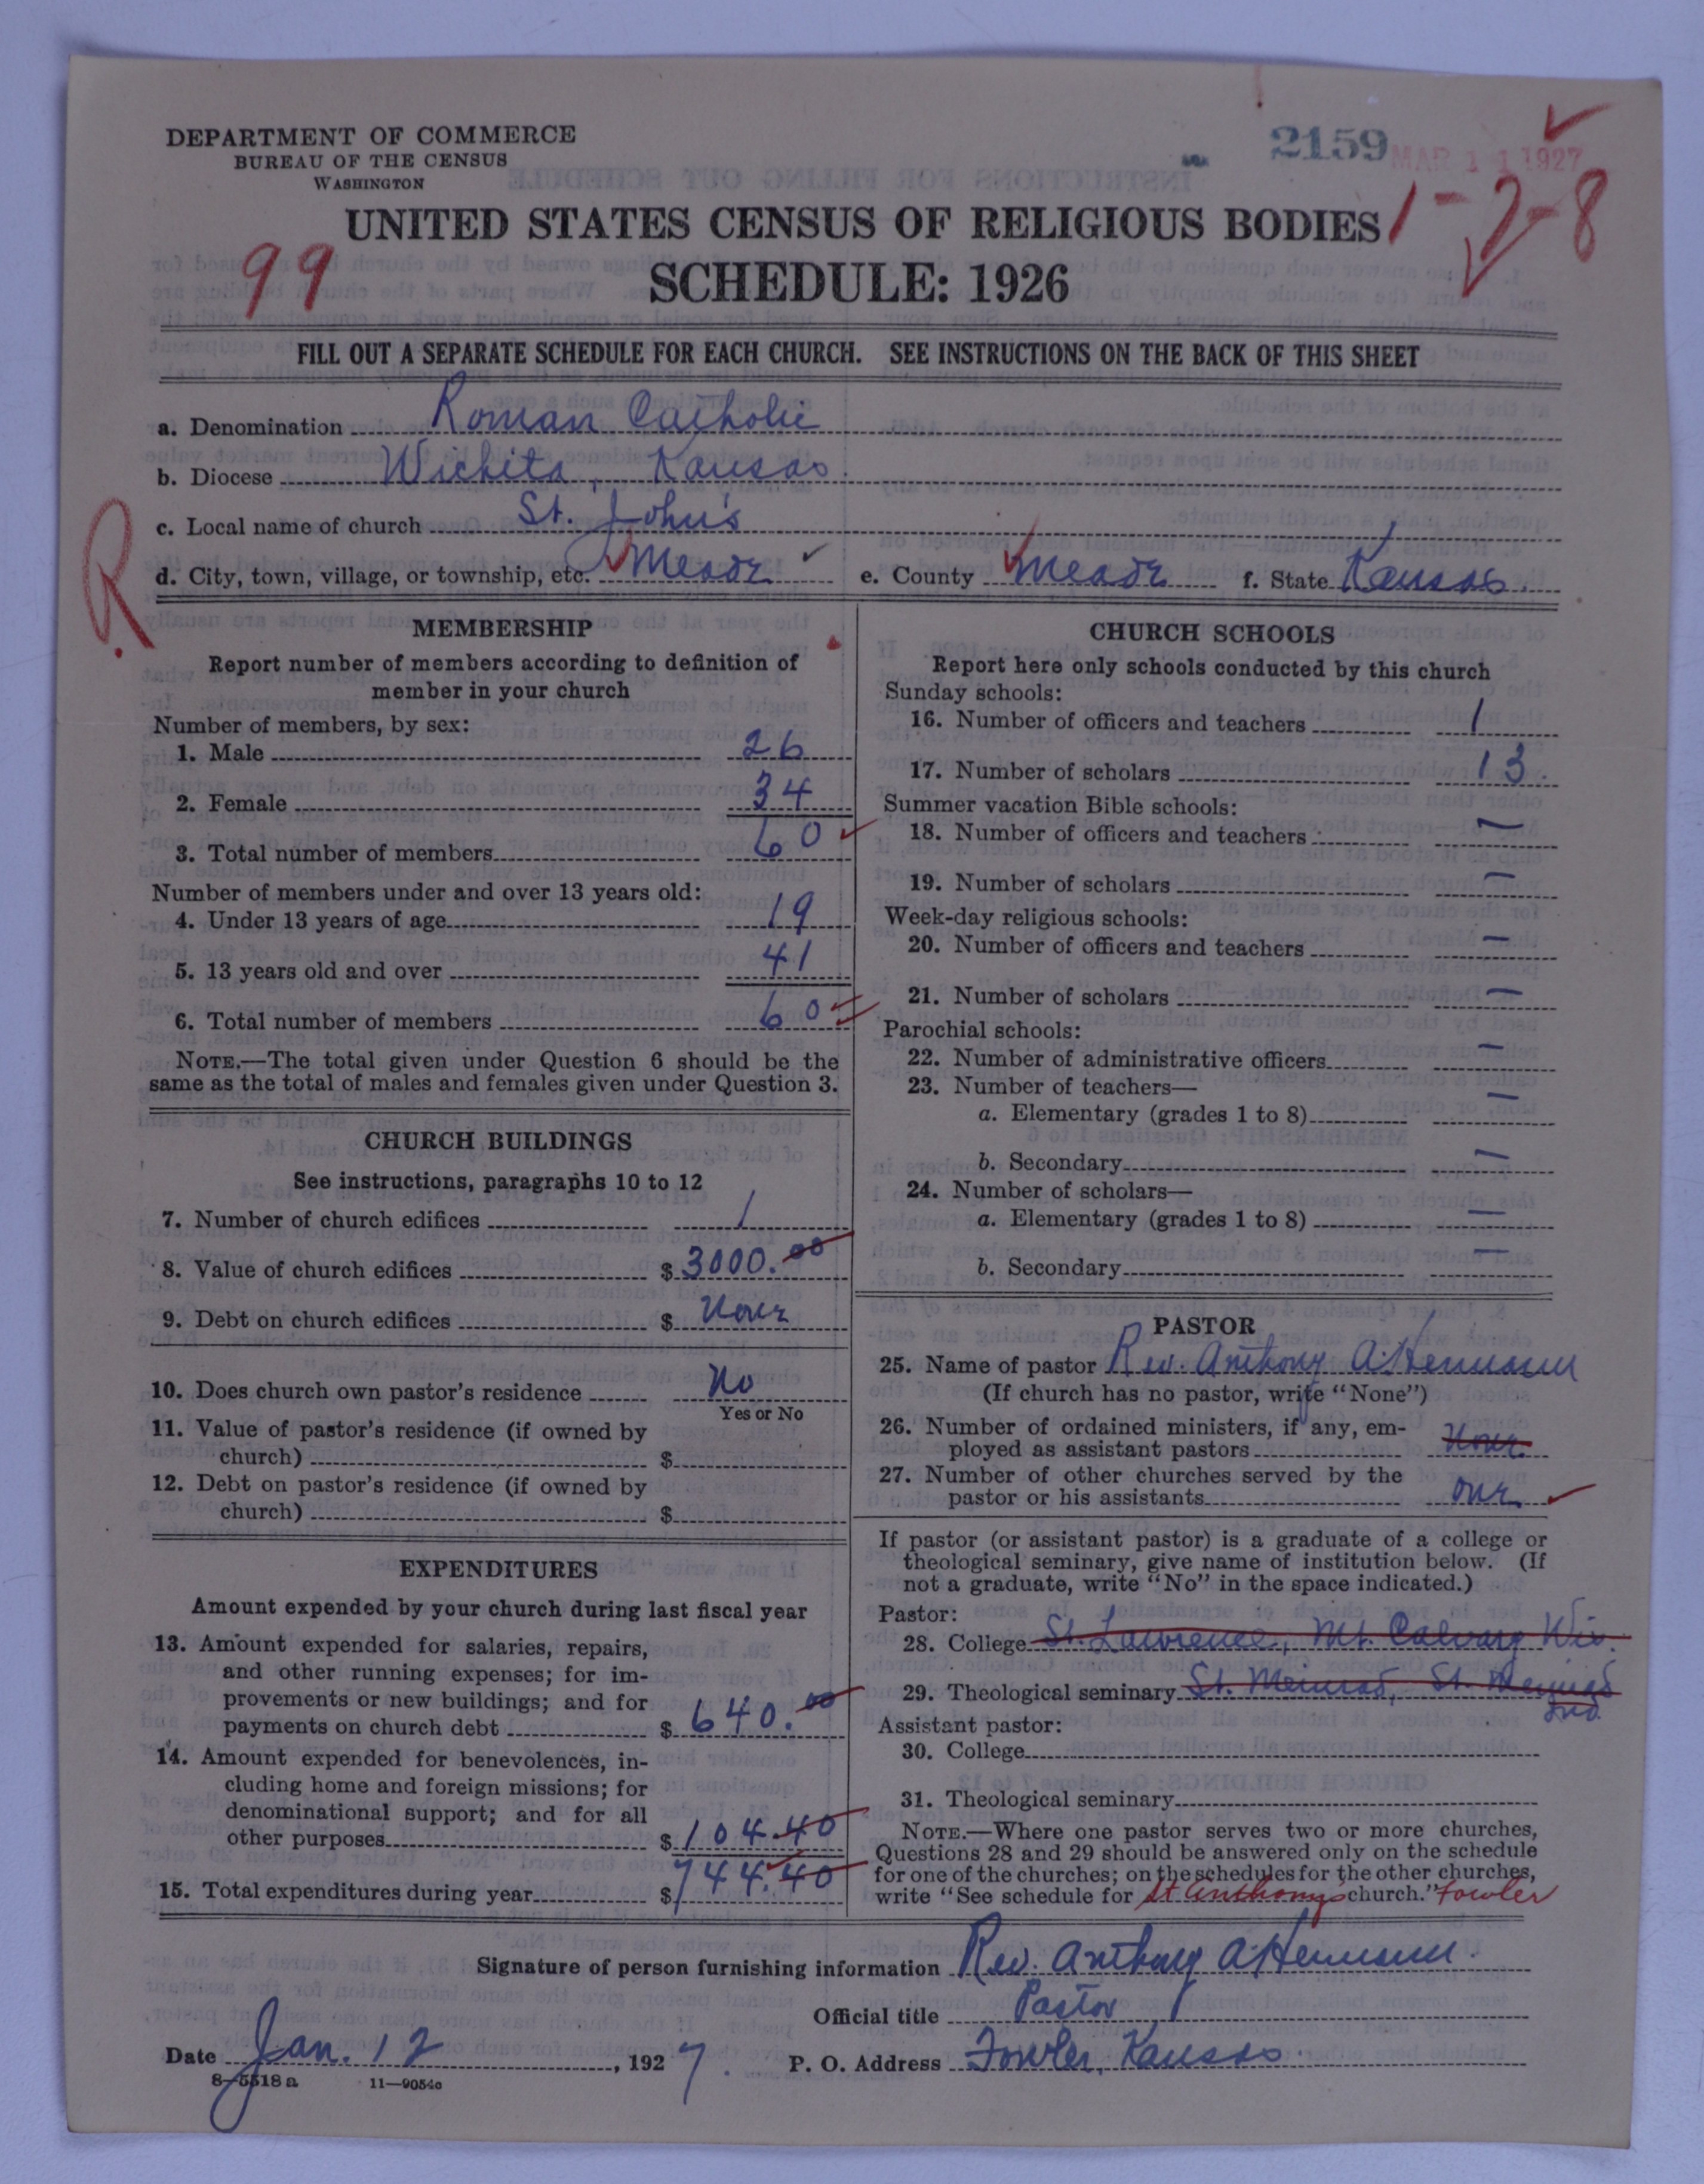 DEPARTMENT OF COMMERCE
BUREAU OF THE CENSUS
WASHINGTON
2159
MAR 11 1927
1-2-8
UNITED STATES CENSUS OF RELIGIOUS BODIES
99
SCHEDULE: 1926
FILL OUT A SEPARATE SCHEDULE FOR EACH CHURCH. SEE INSTRUCTIONS ON THE BACK OF THIS SHEET
a. Denomination Roman Catholic
b. Diocese Wichita, Kansas.
c. Local name of church St. John's
R.
d. City, town, village, or township, etc. Meade e. County Meade f. State Kansas.
MEMBERSHIP
Report number of members according to definition of
member in your church
Number of members, by sex:
1. Male 26
2. Female 34
3. Total number of members 60
Number of members under and over 13 years old:
4. Under 13 years of age 19
5. 13 years old and over 41
6. Total number of members 60
NOTE.—The total given under Question 6 should be the
same as the total of males and females given under Question 3.
CHURCH BUILDINGS
See instructions, paragraphs 10 to 12
7. Number of church edifices 1
8. Value of church edifices $ 3000.00
9. Debt on church edifices $ None
10. Does church own pastor's residence No
Yes or No
11. Value of pastor's residence (if owned by
church) $
12. Debt on pastor's residence (if owned by
church) $
EXPENDITURES
Amount expended by your church during last fiscal year
13. Amount expended for salaries, repairs,
and other running expenses; for im-
provements or new buildings; and for
payments on church debt $ 640.00
14. Amount expended for benevolences, in-
cluding home and foreign missions; for
denominational support; and for all
other purposes $ 104.40
15. Total expenditures during year $ 744.40
CHURCH SCHOOLS
Report here only schools conducted by this church
Sunday schools:
16. Number of officers and teachers 1
17. Number of scholars 13.
Summer vacation Bible schools:
18. Number of officers and teachers —
19. Number of scholars —
Week-day religious schools:
20. Number of officers and teachers —
21. Number of scholars —
Parochial schools:
22. Number of administrative officers —
23. Number of teachers—
a. Elementary (grades 1 to 8) —
b. Secondary —
24. Number of scholars—
a. Elementary (grades 1 to 8) —
b. Secondary —
PASTOR
25. Name of pastor Rev. Anthony A. Hermann
(If church has no pastor, write "None")
26. Number of ordained ministers, if any, em-
ployed as assistant pastors None.
27. Number of other churches served by the
pastor or his assistants one.
If pastor (or assistant pastor) is a graduate of a college or
theological seminary, give name of institution below. (If
not a graduate, write "No" in the space indicated.)
Pastor:
28. College St. Lawrence, Mt. Calvary Wis.
29. Theological seminary St. Meinrad, St. Meinrad
Ind.
Assistant pastor:
30. College
31. Theological seminary
NOTE.—Where one pastor serves two or more churches,
Questions 28 and 29 should be answered only on the schedule
for one of the churches; on the schedules for the other churches,
write "See schedule for St Anthonys church." Fowler
Signature of person furnishing information Rev. Anthony A. Hermann.
Official title Pastor
Date Jan. 12, 1927. P. O. Address Fowler, Kansas.
8-5518 a 11—9054c